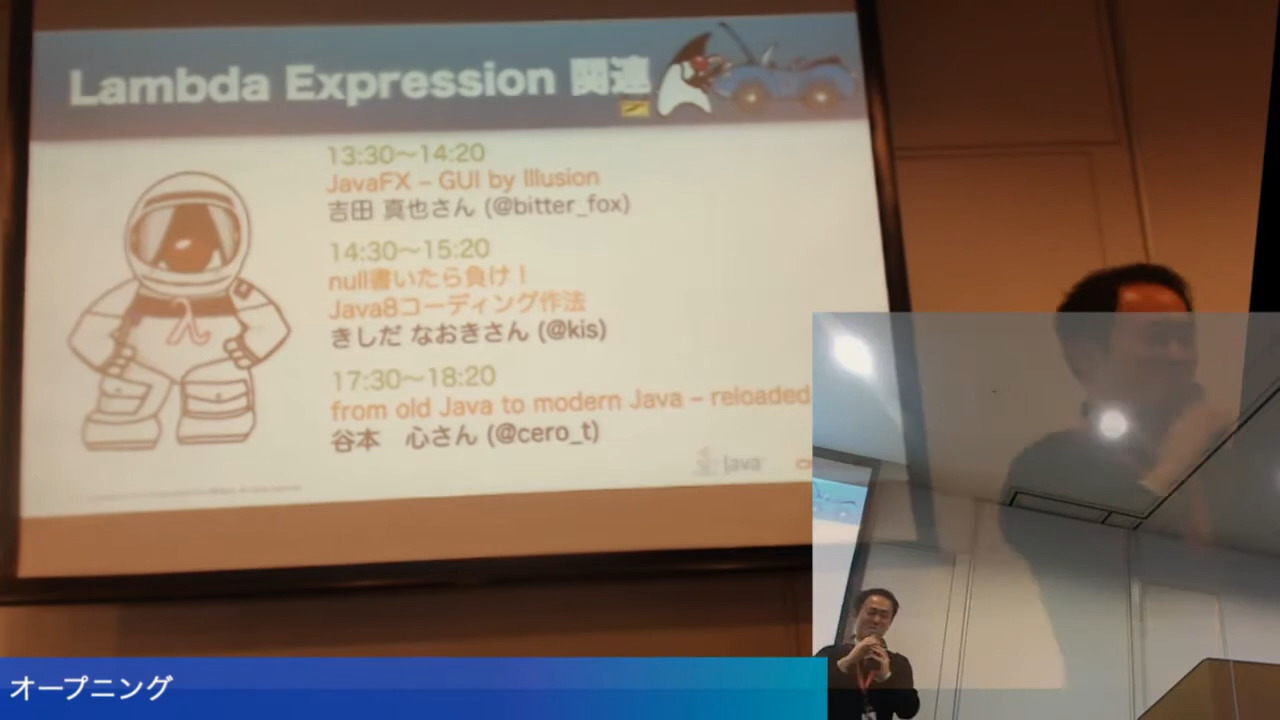 Lambda Expression 関連
13:30〜14:20
JavaFX – GUI by Illusion
吉田 真也さん (@bitter_fox)
14:30〜15:20
null書いたら負け！
Java8コーディング作法
きしだ なおきさん (@kis)
17:30〜18:20
from old Java to modern Java – reloaded
谷本　心さん (@cero_t)
λ
Java
オープニング